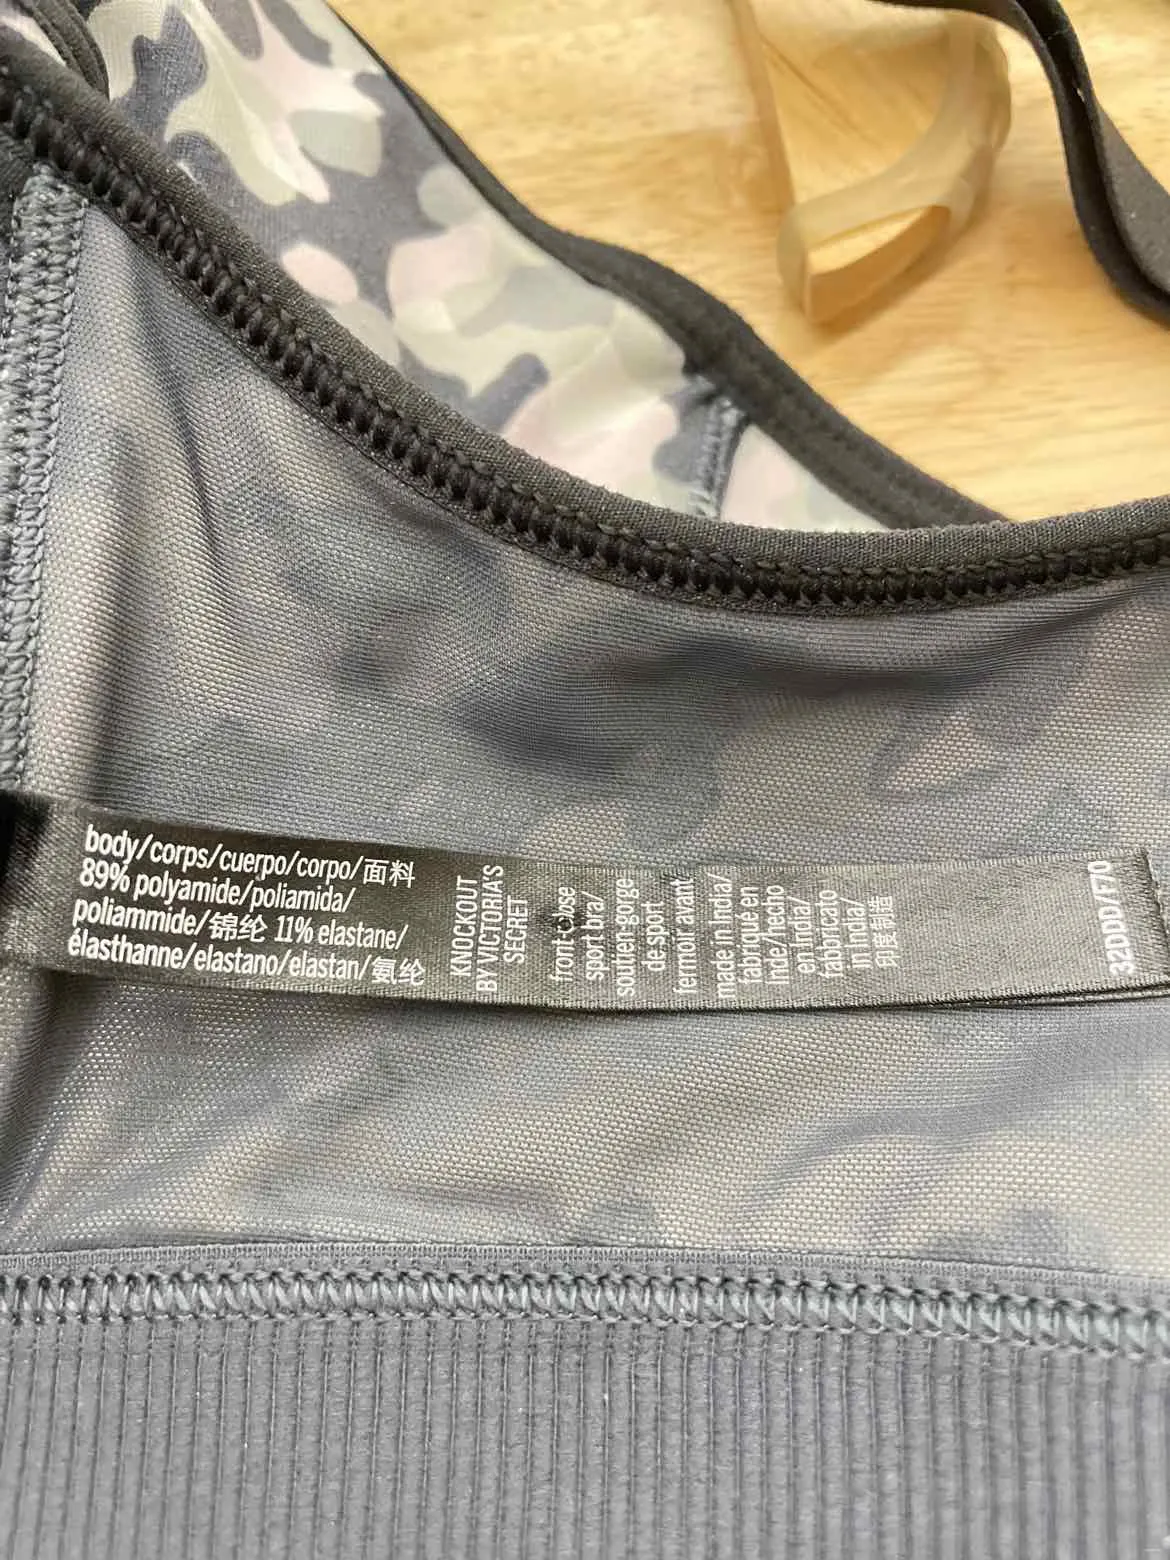 body/corps/cuerpo/corpo/面料
89% polyamide/poliamida/
poliammide/锦纶 11% elastane/
élasthanne/elastano/elastan/氨纶
KNOCKOUT
BY VICTORIA'S
SECRET
front-close
sport bra/
soutien-gorge
de sport
fermoir avant
made in India/
fabriqué en
Inde/hecho
en India/
fabricato
in India/
印度制造
32DDD/F70